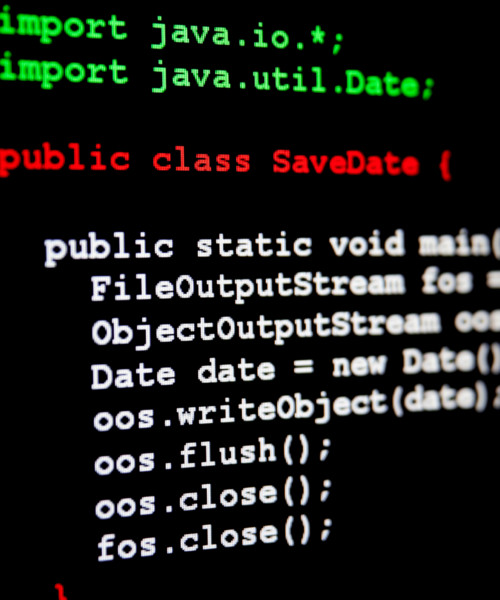 import java.io.*;
import java.util.Date;
public class SaveDate {
public static void main(
FileOutputStream fos =
ObjectOutputStream oos
Date date = new Date()
oos.writeObject(date);
oos.flush();
oos.close();
fos.close();
}